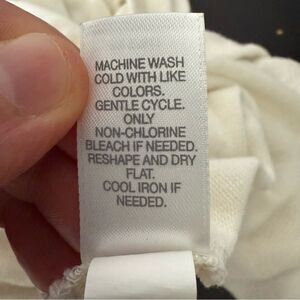 MACHINE WASH
COLD WITH LIKE
COLORS.
GENTLE CYCLE.
ONLY
NON-CHLORINE
BLEACH IF NEEDED.
RESHAPE AND DRY
FLAT.
COOL IRON IF
NEEDED.